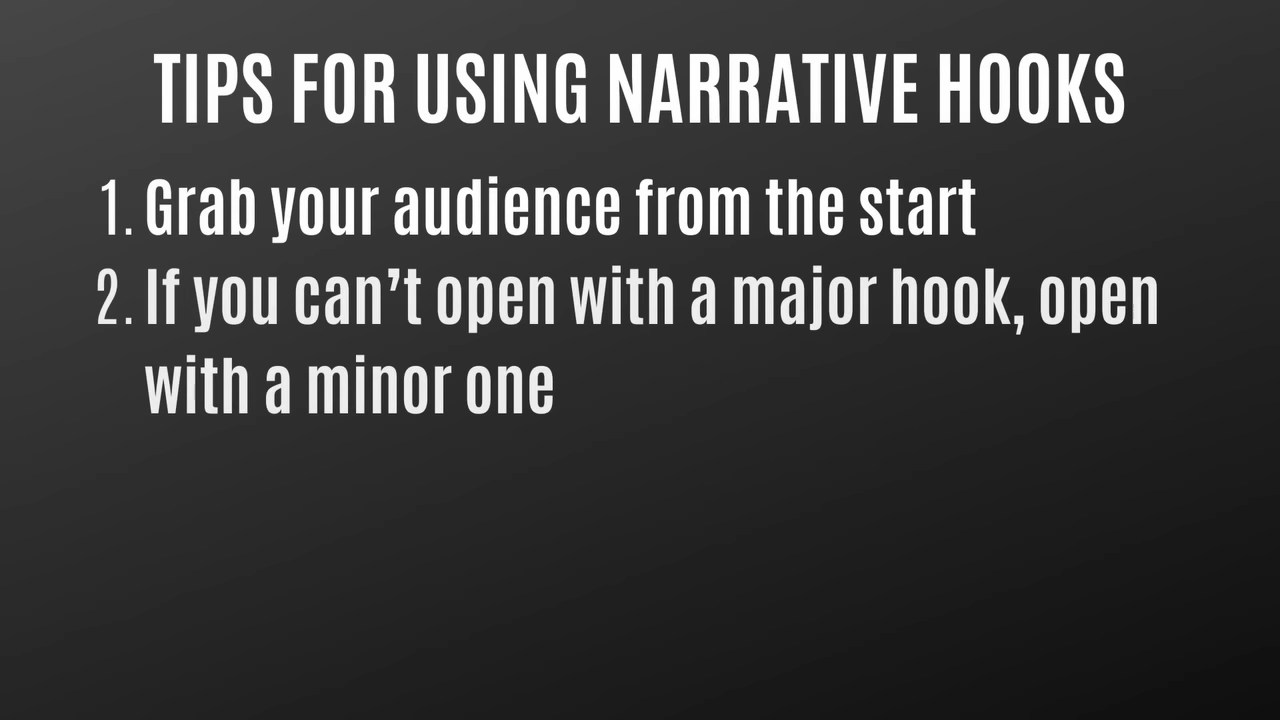 TIPS FOR USING NARRATIVE HOOKS
1. Grab your audience from the start
2. If you can’t open with a major hook, open
with a minor one